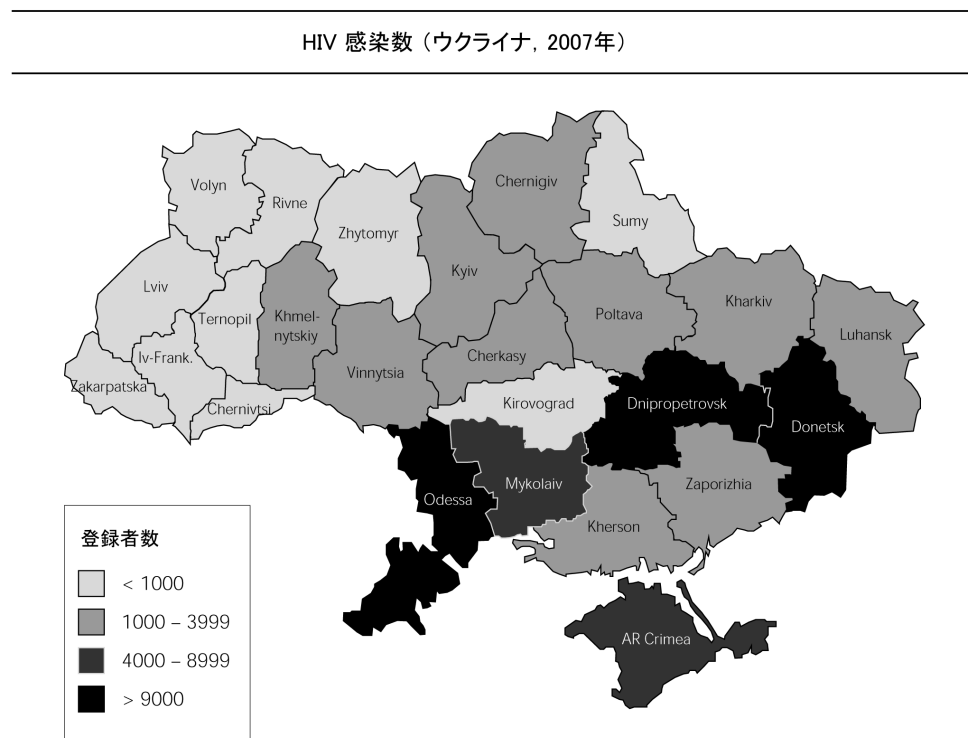 HIV 感染数（ウクライナ, 2007年）
Volyn
Rivne
Zhytomyr
Chernigiv
Sumy
Kyiv
Lviv
Ternopil
Khmel-
nytskiy
Poltava
Kharkiv
Luhansk
Iv-Frank.
Zakarpatska
Chernivtsi
Vinnytsia
Cherkasy
Kirovograd
Dnipropetrovsk
Donetsk
Odessa
Mykolaiv
Zaporizhia
Kherson
AR Crimea
登録者数
< 1000
1000 – 3999
4000 – 8999
> 9000